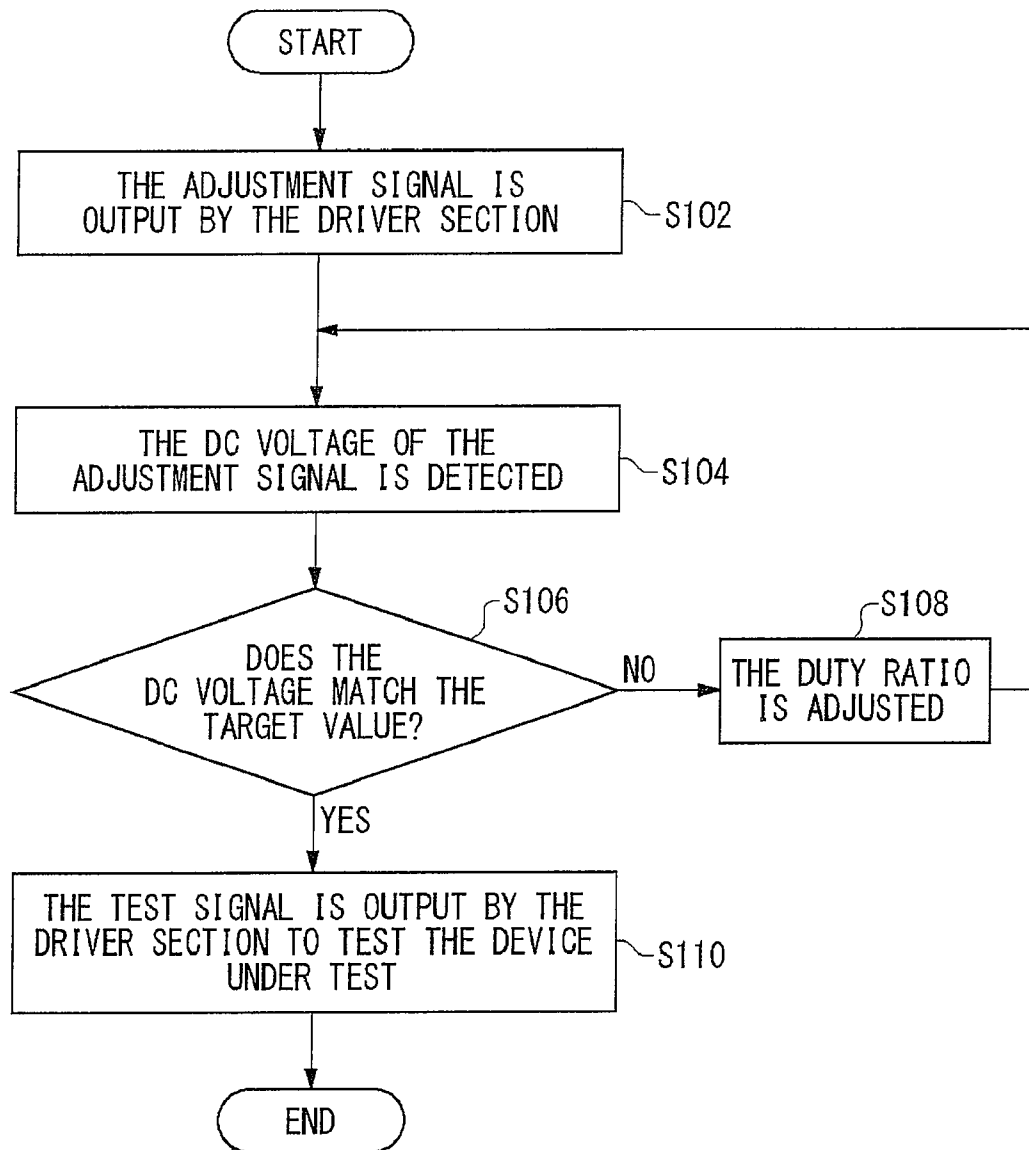 START
THE ADJUSTMENT SIGNAL IS
OUTPUT BY THE DRIVER SECTION
S102
THE DC VOLTAGE OF THE
ADJUSTMENT SIGNAL IS DETECTED
S104
S106
DOES THE
DC VOLTAGE MATCH THE
TARGET VALUE?
NO
S108
THE DUTY RATIO
IS ADJUSTED
YES
THE TEST SIGNAL IS OUTPUT BY THE
DRIVER SECTION TO TEST THE DEVICE
UNDER TEST
S110
END